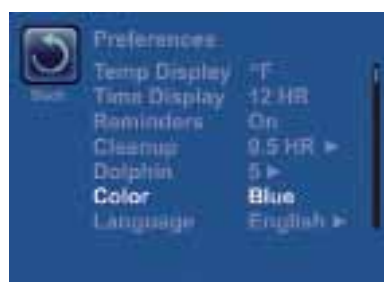 Preferences
Back
Temp Display °F
Time Display 12 HR
Reminders On
Cleanup 0.5 HR ►
Dolphin 5 ►
Color Blue
Language English ►